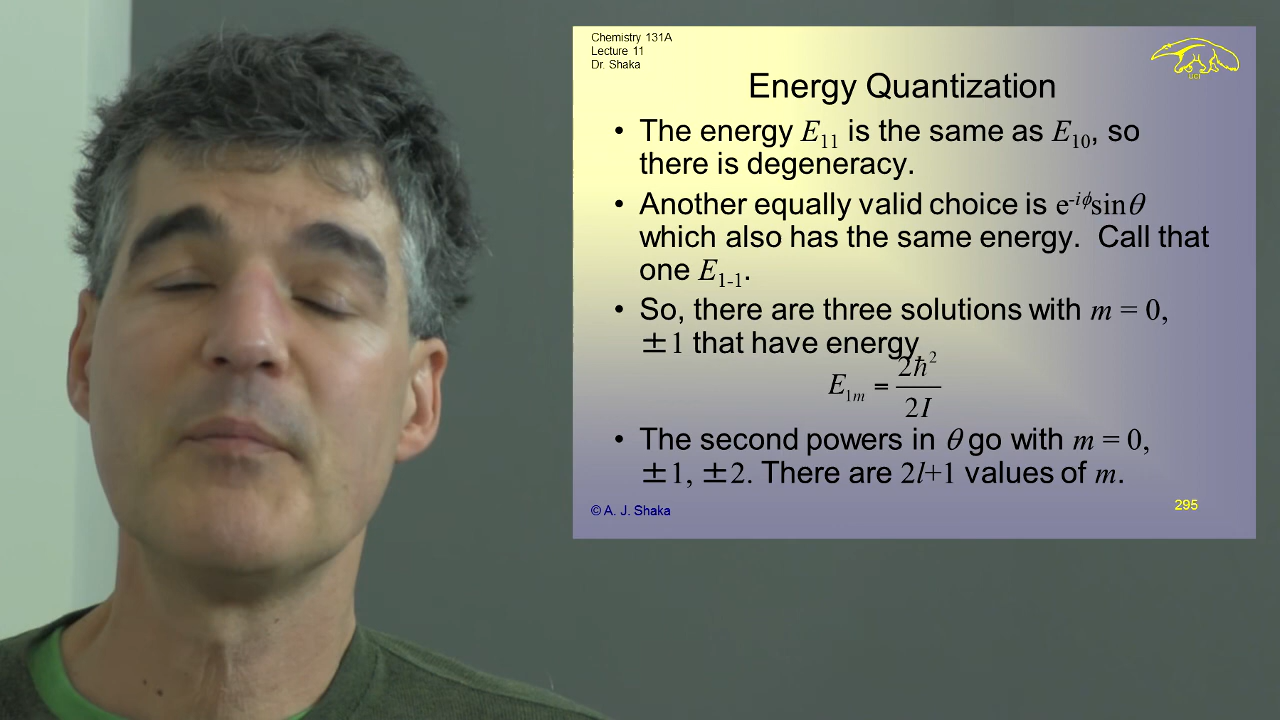 Chemistry 131A
Lecture 11
Dr. Shaka
UCI
Energy Quantization
• The energy E₁₁ is the same as E₁₀, so
there is degeneracy.
• Another equally valid choice is e⁻ⁱᵠsinθ
which also has the same energy.  Call that
one E₁₋₁.
• So, there are three solutions with m = 0,
±1 that have energy
E₁ₘ = 2ħ²/2I
• The second powers in θ go with m = 0,
±1, ±2. There are 2l+1 values of m.
© A. J. Shaka
295